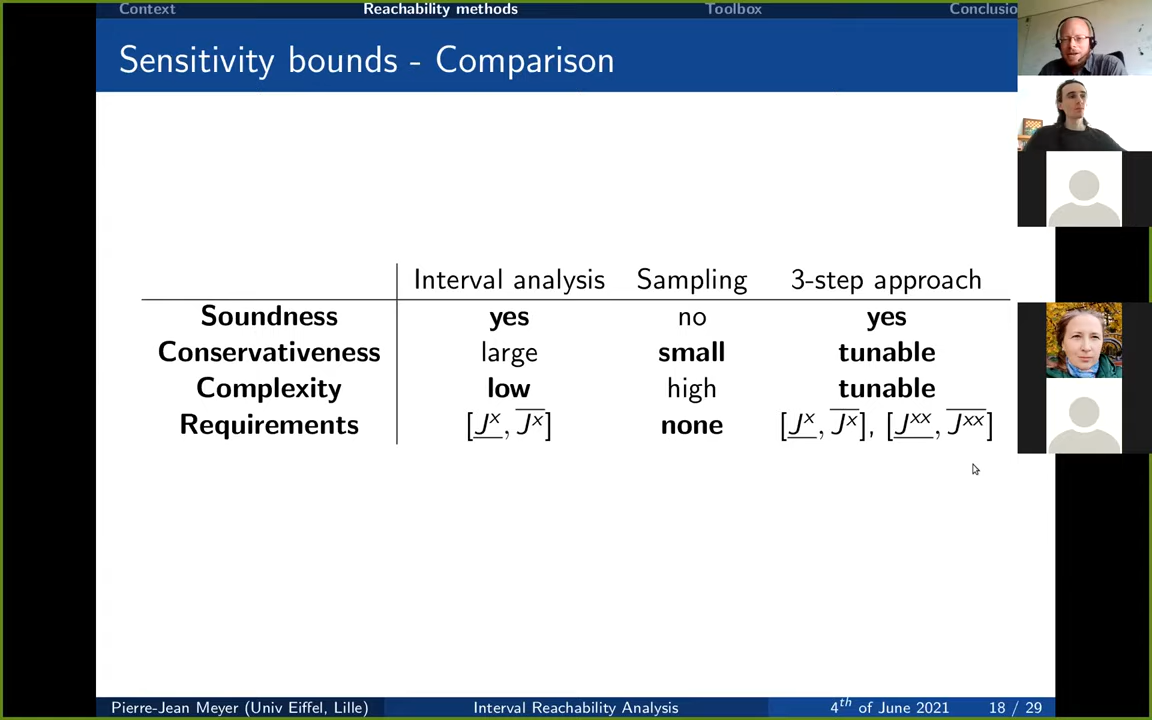 Context Reachability methods Toolbox Conclusio
Sensitivity bounds - Comparison
Interval analysis Sampling 3-step approach
Soundness yes no yes
Conservativeness large small tunable
Complexity low high tunable
Requirements [J̲ˣ, J̅ˣ] none [J̲ˣ, J̅ˣ], [J̲ˣˣ, J̅ˣˣ]
Pierre-Jean Meyer (Univ Eiffel, Lille) Interval Reachability Analysis 4th of June 2021 18 / 29